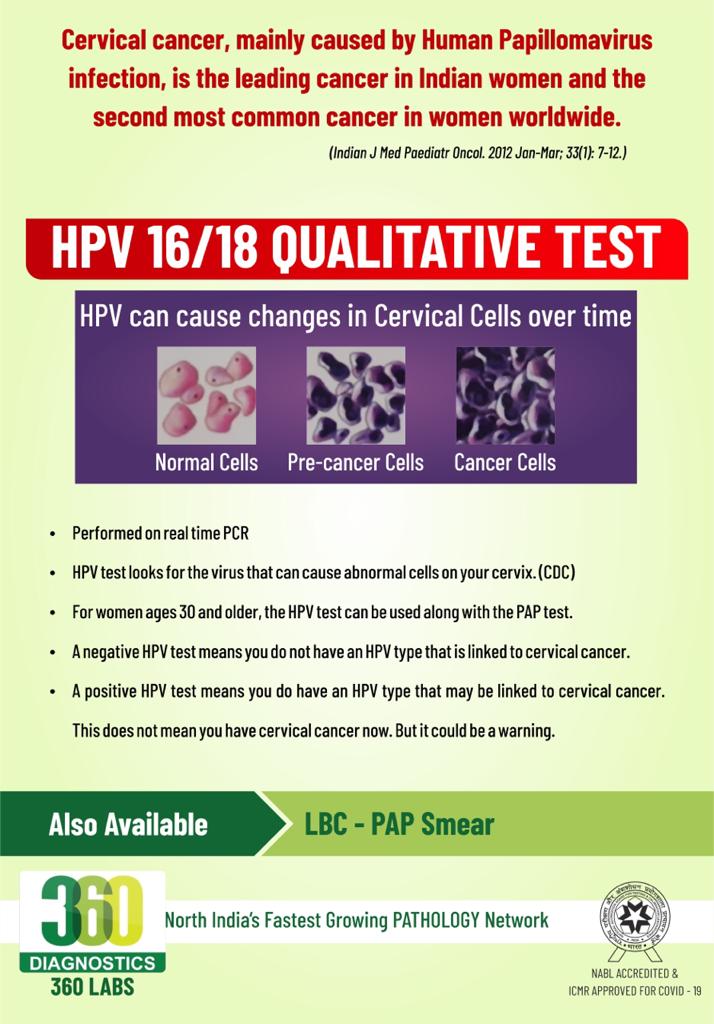 Cervical cancer, mainly caused by Human Papillomavirus
infection, is the leading cancer in Indian women and the
second most common cancer in women worldwide.
(Indian J Med Paediatr Oncol. 2012 Jan-Mar; 33(1): 7-12.)
HPV 16/18 QUALITATIVE TEST
HPV can cause changes in Cervical Cells over time
Normal Cells Pre-cancer Cells Cancer Cells
• Performed on real time PCR
• HPV test looks for the virus that can cause abnormal cells on your cervix. (CDC)
• For women ages 30 and older, the HPV test can be used along with the PAP test.
• A negative HPV test means you do not have an HPV type that is linked to cervical cancer.
• A positive HPV test means you do have an HPV type that may be linked to cervical cancer.
This does not mean you have cervical cancer now. But it could be a warning.
Also Available LBC - PAP Smear
360
DIAGNOSTICS
360 LABS
North India's Fastest Growing PATHOLOGY Network
भारत
NABL ACCREDITED &
ICMR APPROVED FOR COVID - 19